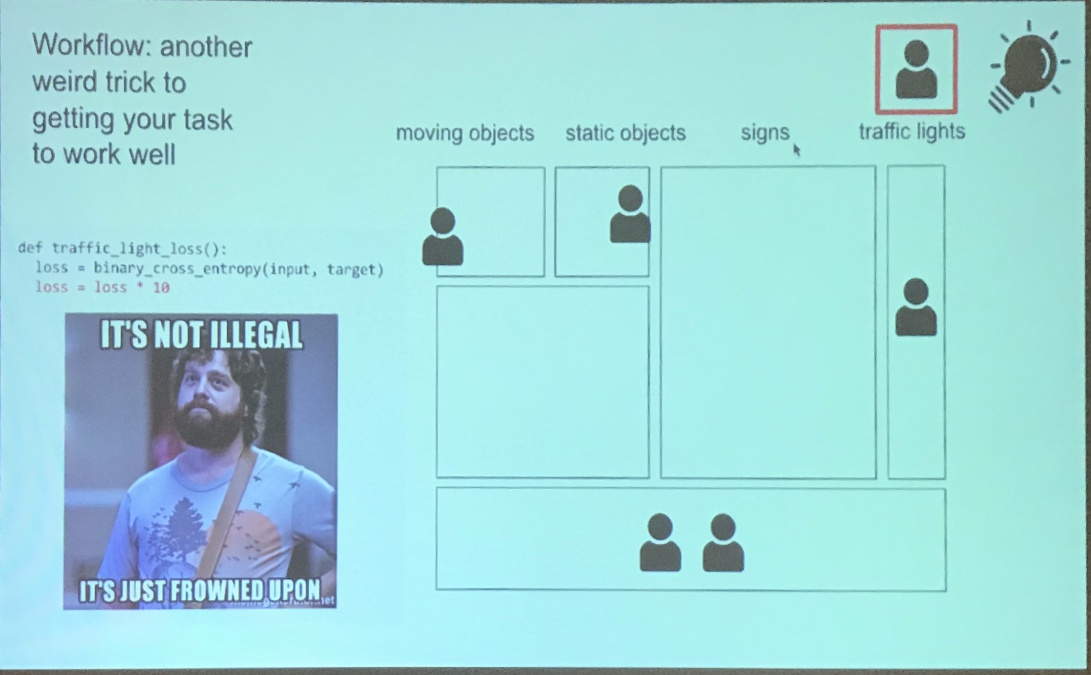 Workflow: another
weird trick to
getting your task
to work well
moving objects
static objects
signs
traffic lights
def traffic_light_loss():
loss = binary_cross_entropy(input, target)
loss = loss * 10
IT'S NOT ILLEGAL
IT'S JUST FROWNED UPON